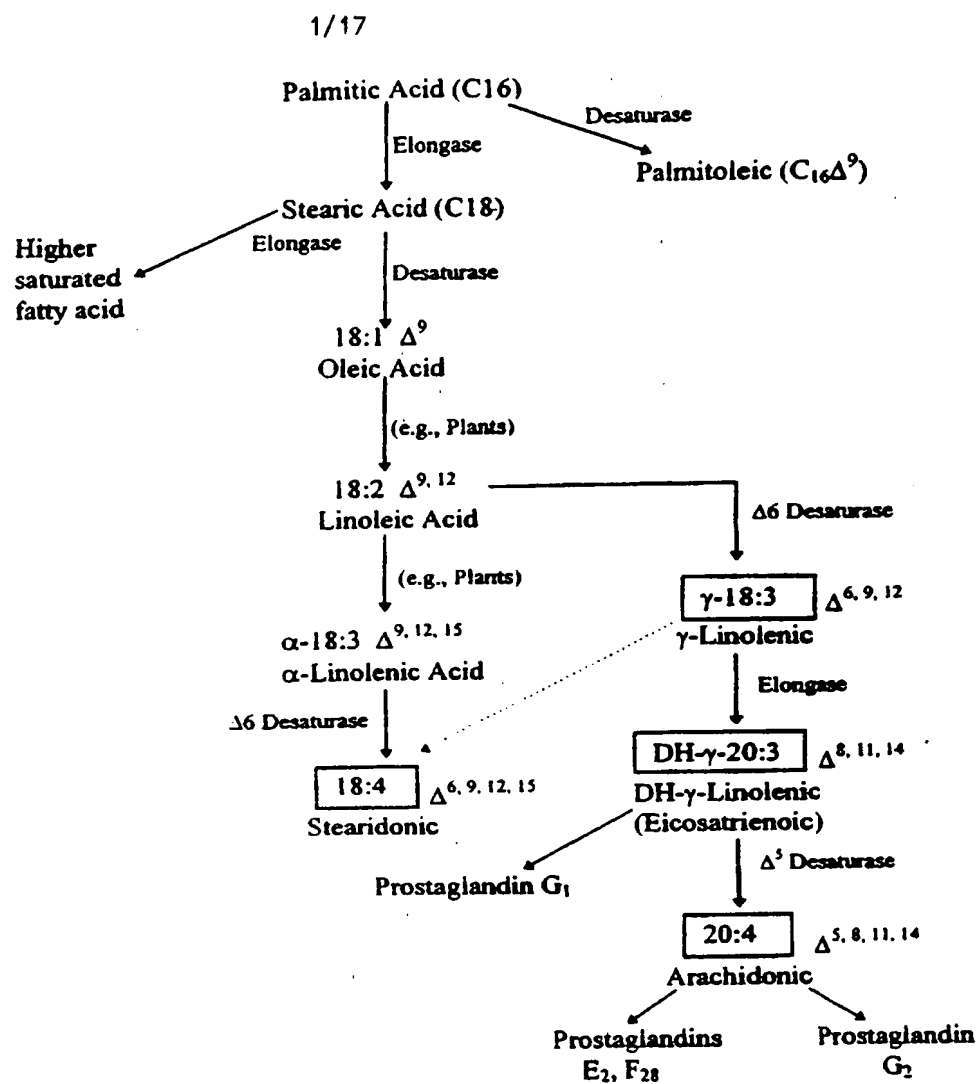 1/17
Palmitic Acid (C16)
Desaturase
Elongase
Palmitoleic (C₁₆Δ⁹)
Stearic Acid (C18)
Elongase
Higher
saturated
fatty acid
Desaturase
18:1 Δ⁹
Oleic Acid
(e.g., Plants)
18:2 Δ⁹, ¹²
Linoleic Acid
Δ6 Desaturase
(e.g., Plants)
γ-18:3 Δ⁶, ⁹, ¹²
γ-Linolenic
α-18:3 Δ⁹, ¹², ¹⁵
α-Linolenic Acid
Elongase
Δ6 Desaturase
DH-γ-20:3 Δ⁸, ¹¹, ¹⁴
DH-γ-Linolenic
(Eicosatrienoic)
18:4 Δ⁶, ⁹, ¹², ¹⁵
Stearidonic
Δ⁵ Desaturase
Prostaglandin G₁
20:4 Δ⁵, ⁸, ¹¹, ¹⁴
Arachidonic
Prostaglandins
E₂, F₂₈
Prostaglandin
G₂